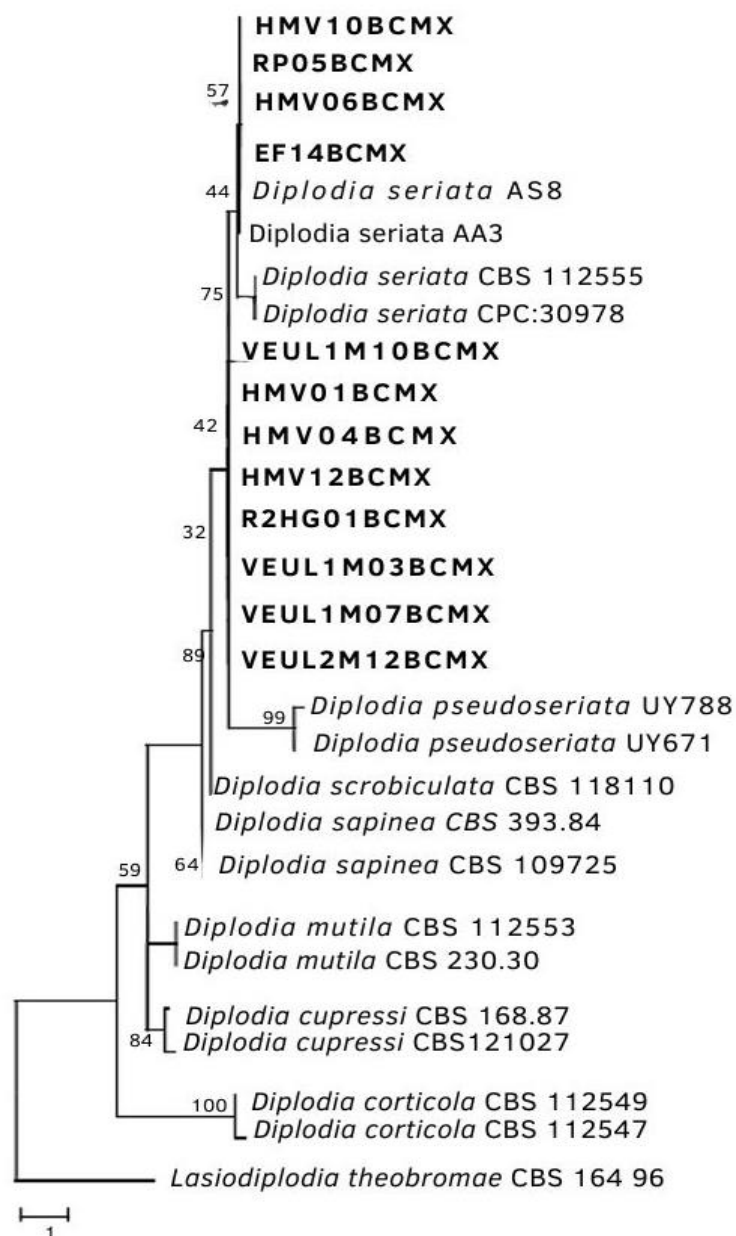 HMV10BCMX
RP05BCMX
57
HMV06BCMX
EF14BCMX
44
Diplodia seriata AS8
Diplodia seriata AA3
Diplodia seriata CBS 112555
75
Diplodia seriata CPC:30978
VEUL1M10BCMX
HMV01BCMX
42
HMV04BCMX
HMV12BCMX
32
R2HG01BCMX
VEUL1M03BCMX
VEUL1M07BCMX
89
VEUL2M12BCMX
Diplodia pseudoseriata UY788
99
Diplodia pseudoseriata UY671
Diplodia scrobiculata CBS 118110
Diplodia sapinea CBS 393.84
59
64
Diplodia sapinea CBS 109725
Diplodia mutila CBS 112553
Diplodia mutila CBS 230.30
Diplodia cupressi CBS 168.87
84
Diplodia cupressi CBS121027
100
Diplodia corticola CBS 112549
Diplodia corticola CBS 112547
Lasiodiplodia theobromae CBS 164 96
1